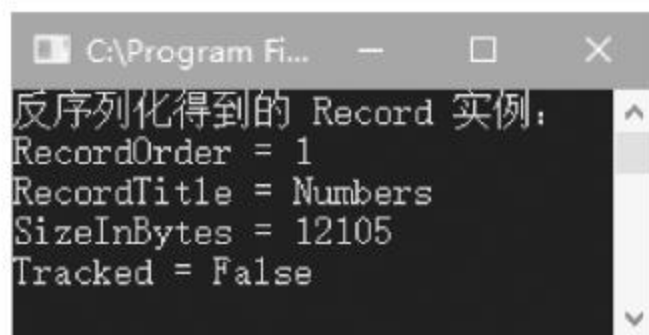 C:\Program Fi...
反序列化得到的 Record 实例：
RecordOrder = 1
RecordTitle = Numbers
SizeInBytes = 12105
Tracked = False